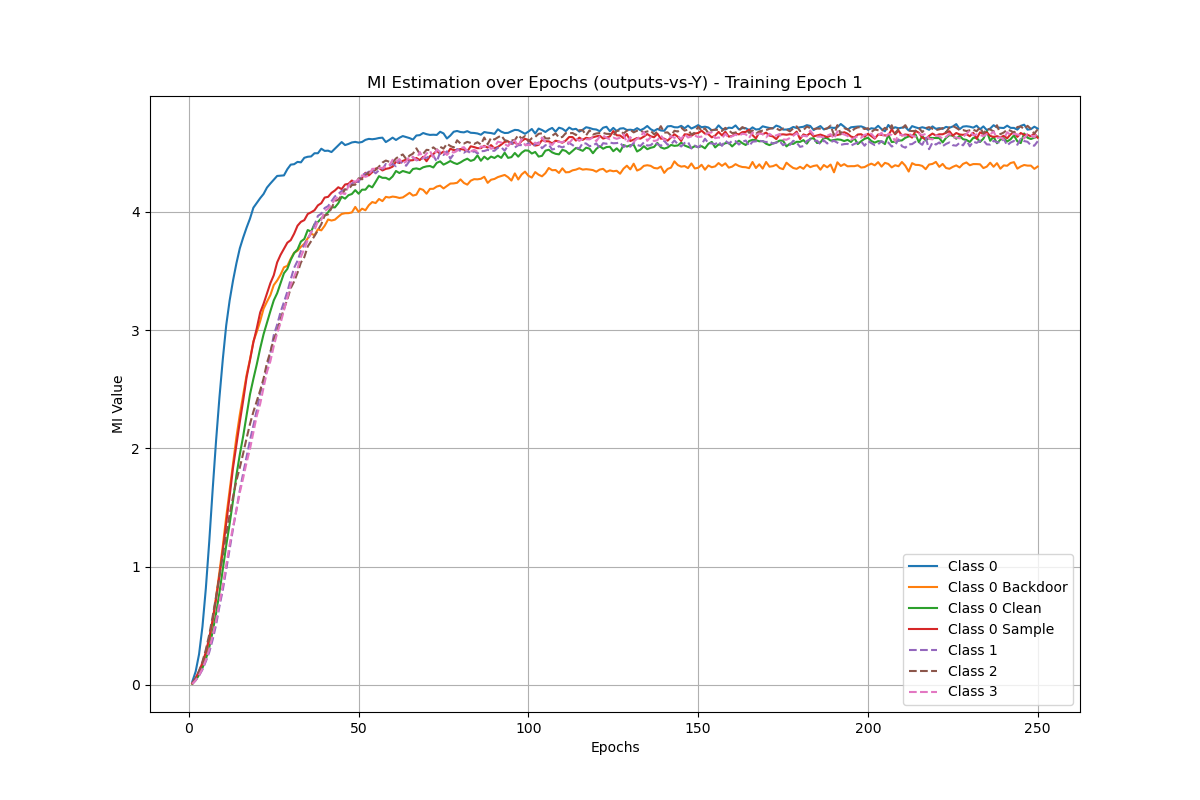 MI Estimation over Epochs (outputs-vs-Y) - Training Epoch 1
MI Value
4
3
2
1
0
0 50 100 150 200 250
Epochs
Class 0
Class 0 Backdoor
Class 0 Clean
Class 0 Sample
Class 1
Class 2
Class 3